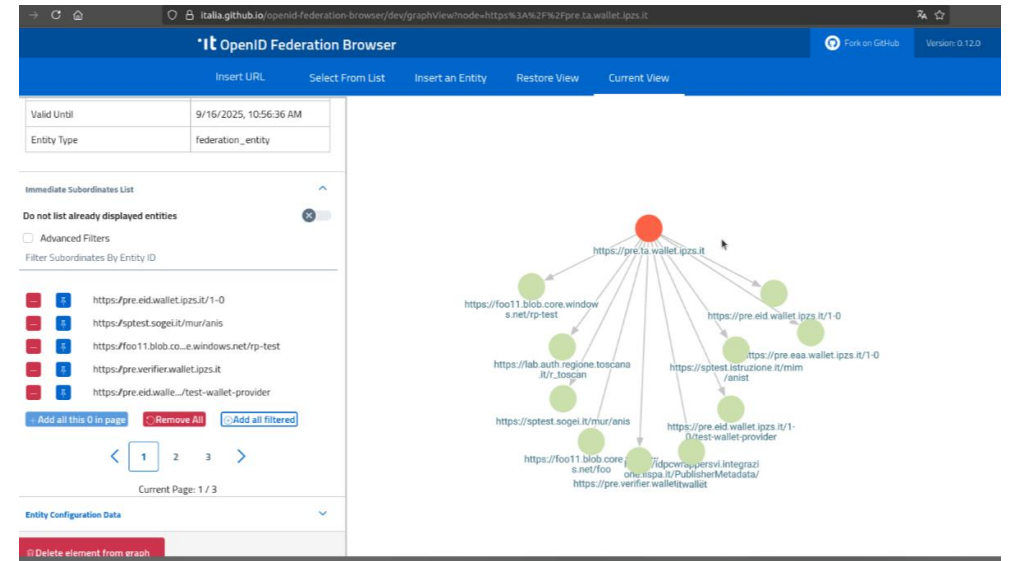 italia.github.io/openid-federation-browser/dev/graphView?node=https%3A%2F%2Fpre.ta.wallet.ipzs.it
OpenID Federation Browser
Fork on GitHub
Version: 0.12.0
Insert URL
Select From List
Insert an Entity
Restore View
Current View
Valid Until 9/16/2025, 10:56:36 AM
Entity Type federation_entity
Immediate Subordinates List
Do not list already displayed entities
Advanced Filters
Filter Subordinates By Entity ID
https://pre.eid.wallet.ipzs.it/1-0
https://sptest.sogei.it/mur/anis
https://foo11.blob.co...e.windows.net/rp-test
https://pre.verifier.wallet.ipzs.it
https://pre.eid.walle.../test-wallet-provider
+ Add all this 0 in page
Remove All
Add all filtered
1 2 3
Current Page: 1 / 3
Entity Configuration Data
Delete element from graph
https://pre.ta.wallet.ipzs.it
https://foo11.blob.core.window
s.net/rp-test
https://pre.eid.wallet.ipzs.it/1-0
https://pre.eaa.wallet.ipzs.it/1-0
https://lab.auth.regione.toscana
.it/r_toscan
https://sptest.istruzione.it/mim
/anist
https://sptest.sogei.it/mur/anis
https://pre.eid.wallet.ipzs.it/1-
0/test-wallet-provider
https://foo11.blob.core
s.net/foo
/idpcwrappersvi.integrazi
one.lispa.it/PublisherMetadata/
https://pre.verifier.wallet